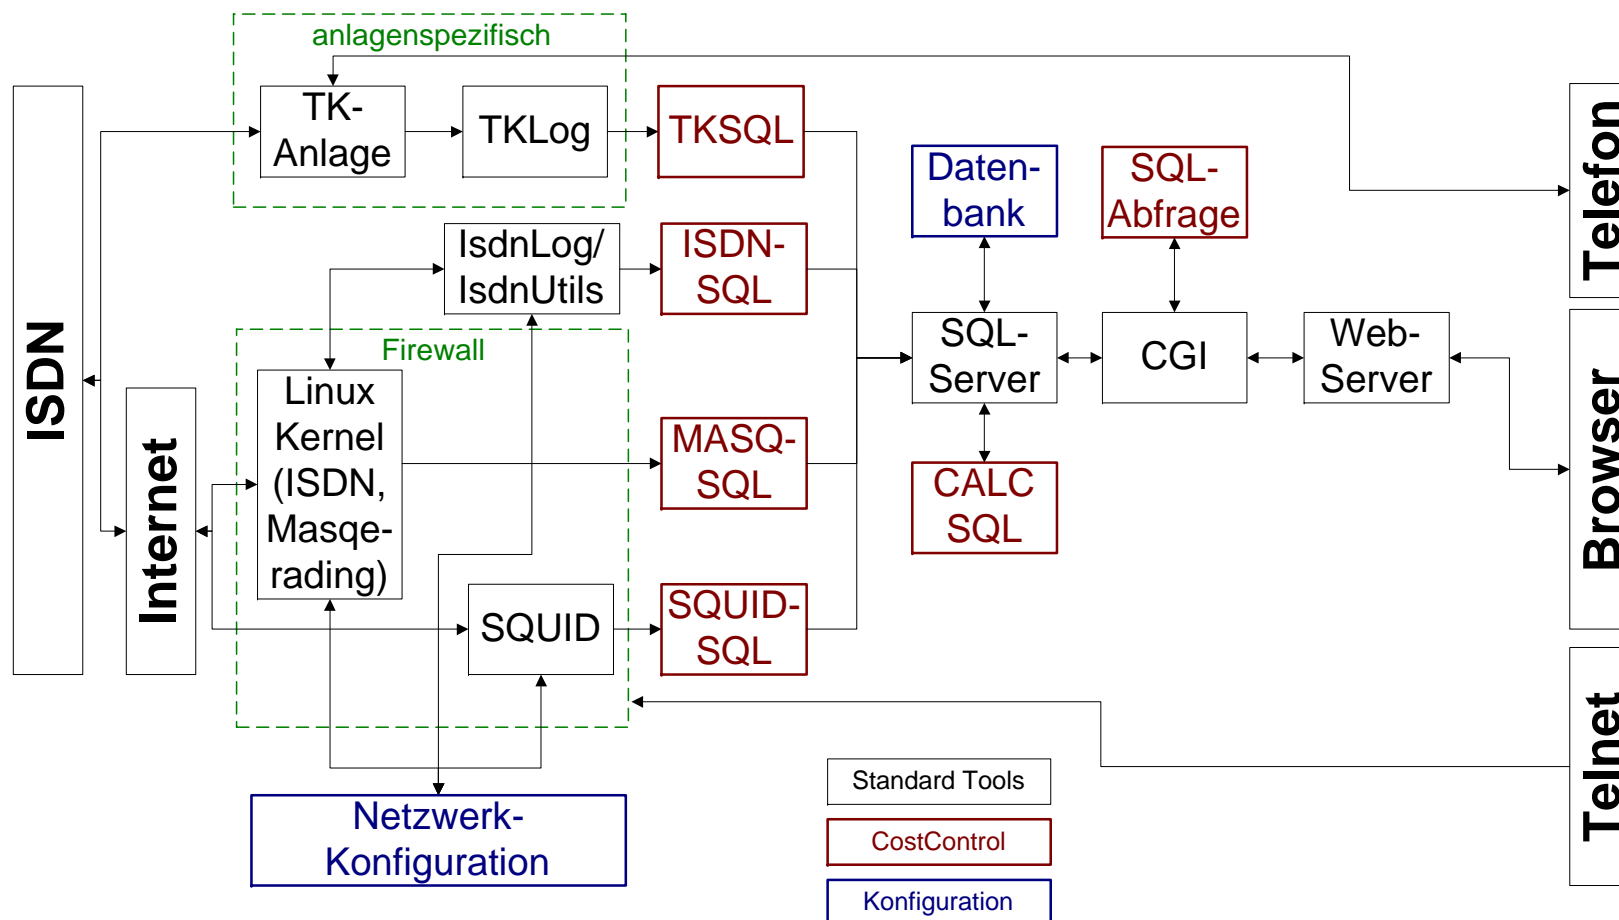 anlagenspezifisch
TK-
Anlage
TKLog
TKSQL
Daten-
bank
SQL-
Abfrage
Telefon
IsdnLog/
IsdnUtils
ISDN-
SQL
ISDN
Internet
Firewall
Linux
Kernel
(ISDN,
Masqe-
rading)
SQL-
Server
CGI
Web-
Server
Browser
MASQ-
SQL
CALC
SQL
SQUID
SQUID-
SQL
Telnet
Netzwerk-
Konfiguration
Standard Tools
CostControl
Konfiguration